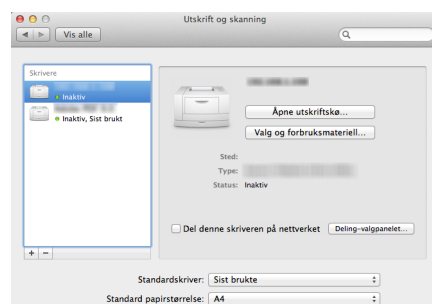 Utskrift og skanning
Vis alle
Skrivere
Inaktiv
Inaktiv, Sist brukt
Åpne utskriftskø...
Valg og forbruksmateriell...
Sted:
Type:
Status: Inaktiv
Del denne skriveren på nettverket Deling-valgpanelet...
+ −
Standardskriver: Sist brukte
Standard papirstørrelse: A4